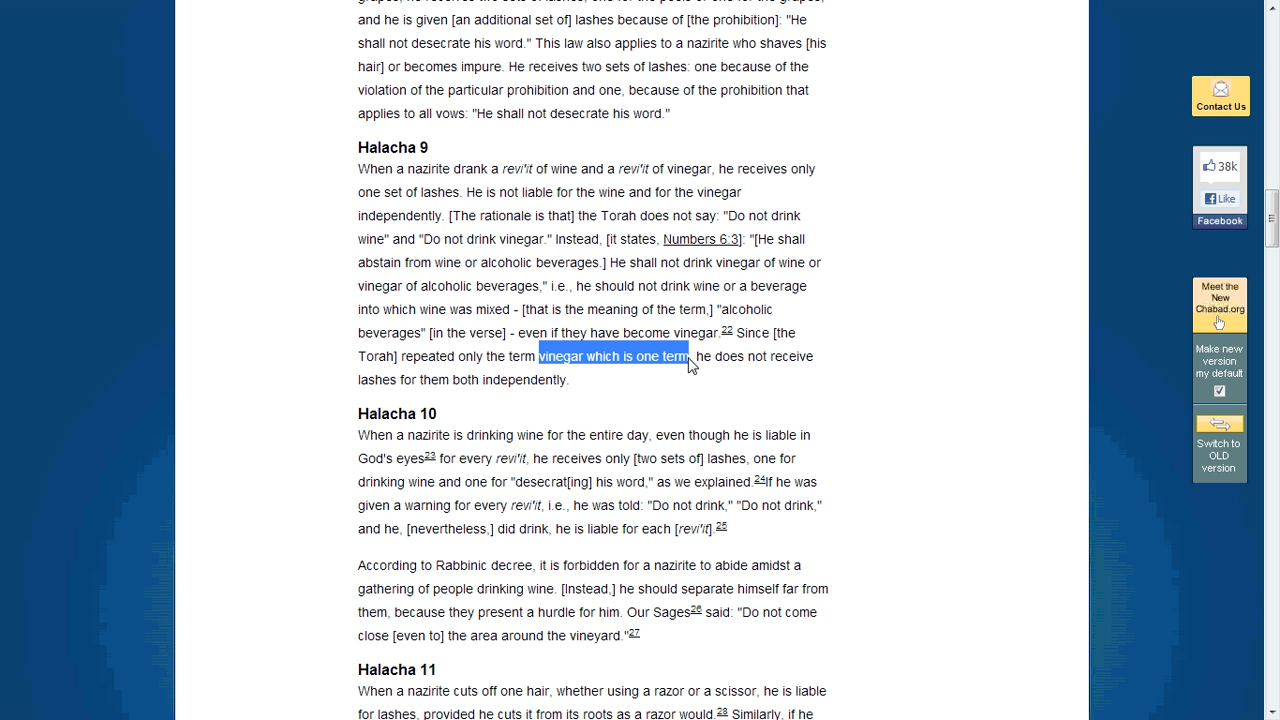 grapes, he receives two sets of lashes, one for the peels or one for the grapes,
and he is given [an additional set of] lashes because of [the prohibition]: "He
shall not desecrate his word." This law also applies to a nazirite who shaves [his
hair] or becomes impure. He receives two sets of lashes: one because of the
violation of the particular prohibition and one, because of the prohibition that
applies to all vows: "He shall not desecrate his word."
Halacha 9
When a nazirite drank a revi'it of wine and a revi'it of vinegar, he receives only
one set of lashes. He is not liable for the wine and for the vinegar
independently. [The rationale is that] the Torah does not say: "Do not drink
wine" and "Do not drink vinegar." Instead, [it states, Numbers 6:3]: "[He shall
abstain from wine or alcoholic beverages.] He shall not drink vinegar of wine or
vinegar of alcoholic beverages," i.e., he should not drink wine or a beverage
into which wine was mixed - [that is the meaning of the term,] "alcoholic
beverages" [in the verse] - even if they have become vinegar.22 Since [the
Torah] repeated only the term vinegar which is one term, he does not receive
lashes for them both independently.
Halacha 10
When a nazirite is drinking wine for the entire day, even though he is liable in
God's eyes23 for every revi'it, he receives only [two sets of] lashes, one for
drinking wine and one for "descrat[ing] his word," as we explained.24If he was
given a warning for every revi'it, i.e., he was told: "Do not drink," "Do not drink,"
and he [nevertheless,] did drink, he is liable for each [revi'it].25
According to Rabbinic decree, it is forbidden for a nazirite to abide amidst a
gathering of people drinking wine. [Instead,] he should separate himself far from
them, because they present a hurdle for him. Our Sages26 said: "Do not come
close [even to] the area around the vineyard."27
Halacha 11
When a nazirite cuts off one hair, whether using a razor or a scissor, he is liable
for lashes, provided he cuts it from its roots as a razor would.28 Similarly, if he
Contact Us
38k
Like
Facebook
Meet the
New
Chabad.org
Make new
version
my default
Switch to
OLD
version